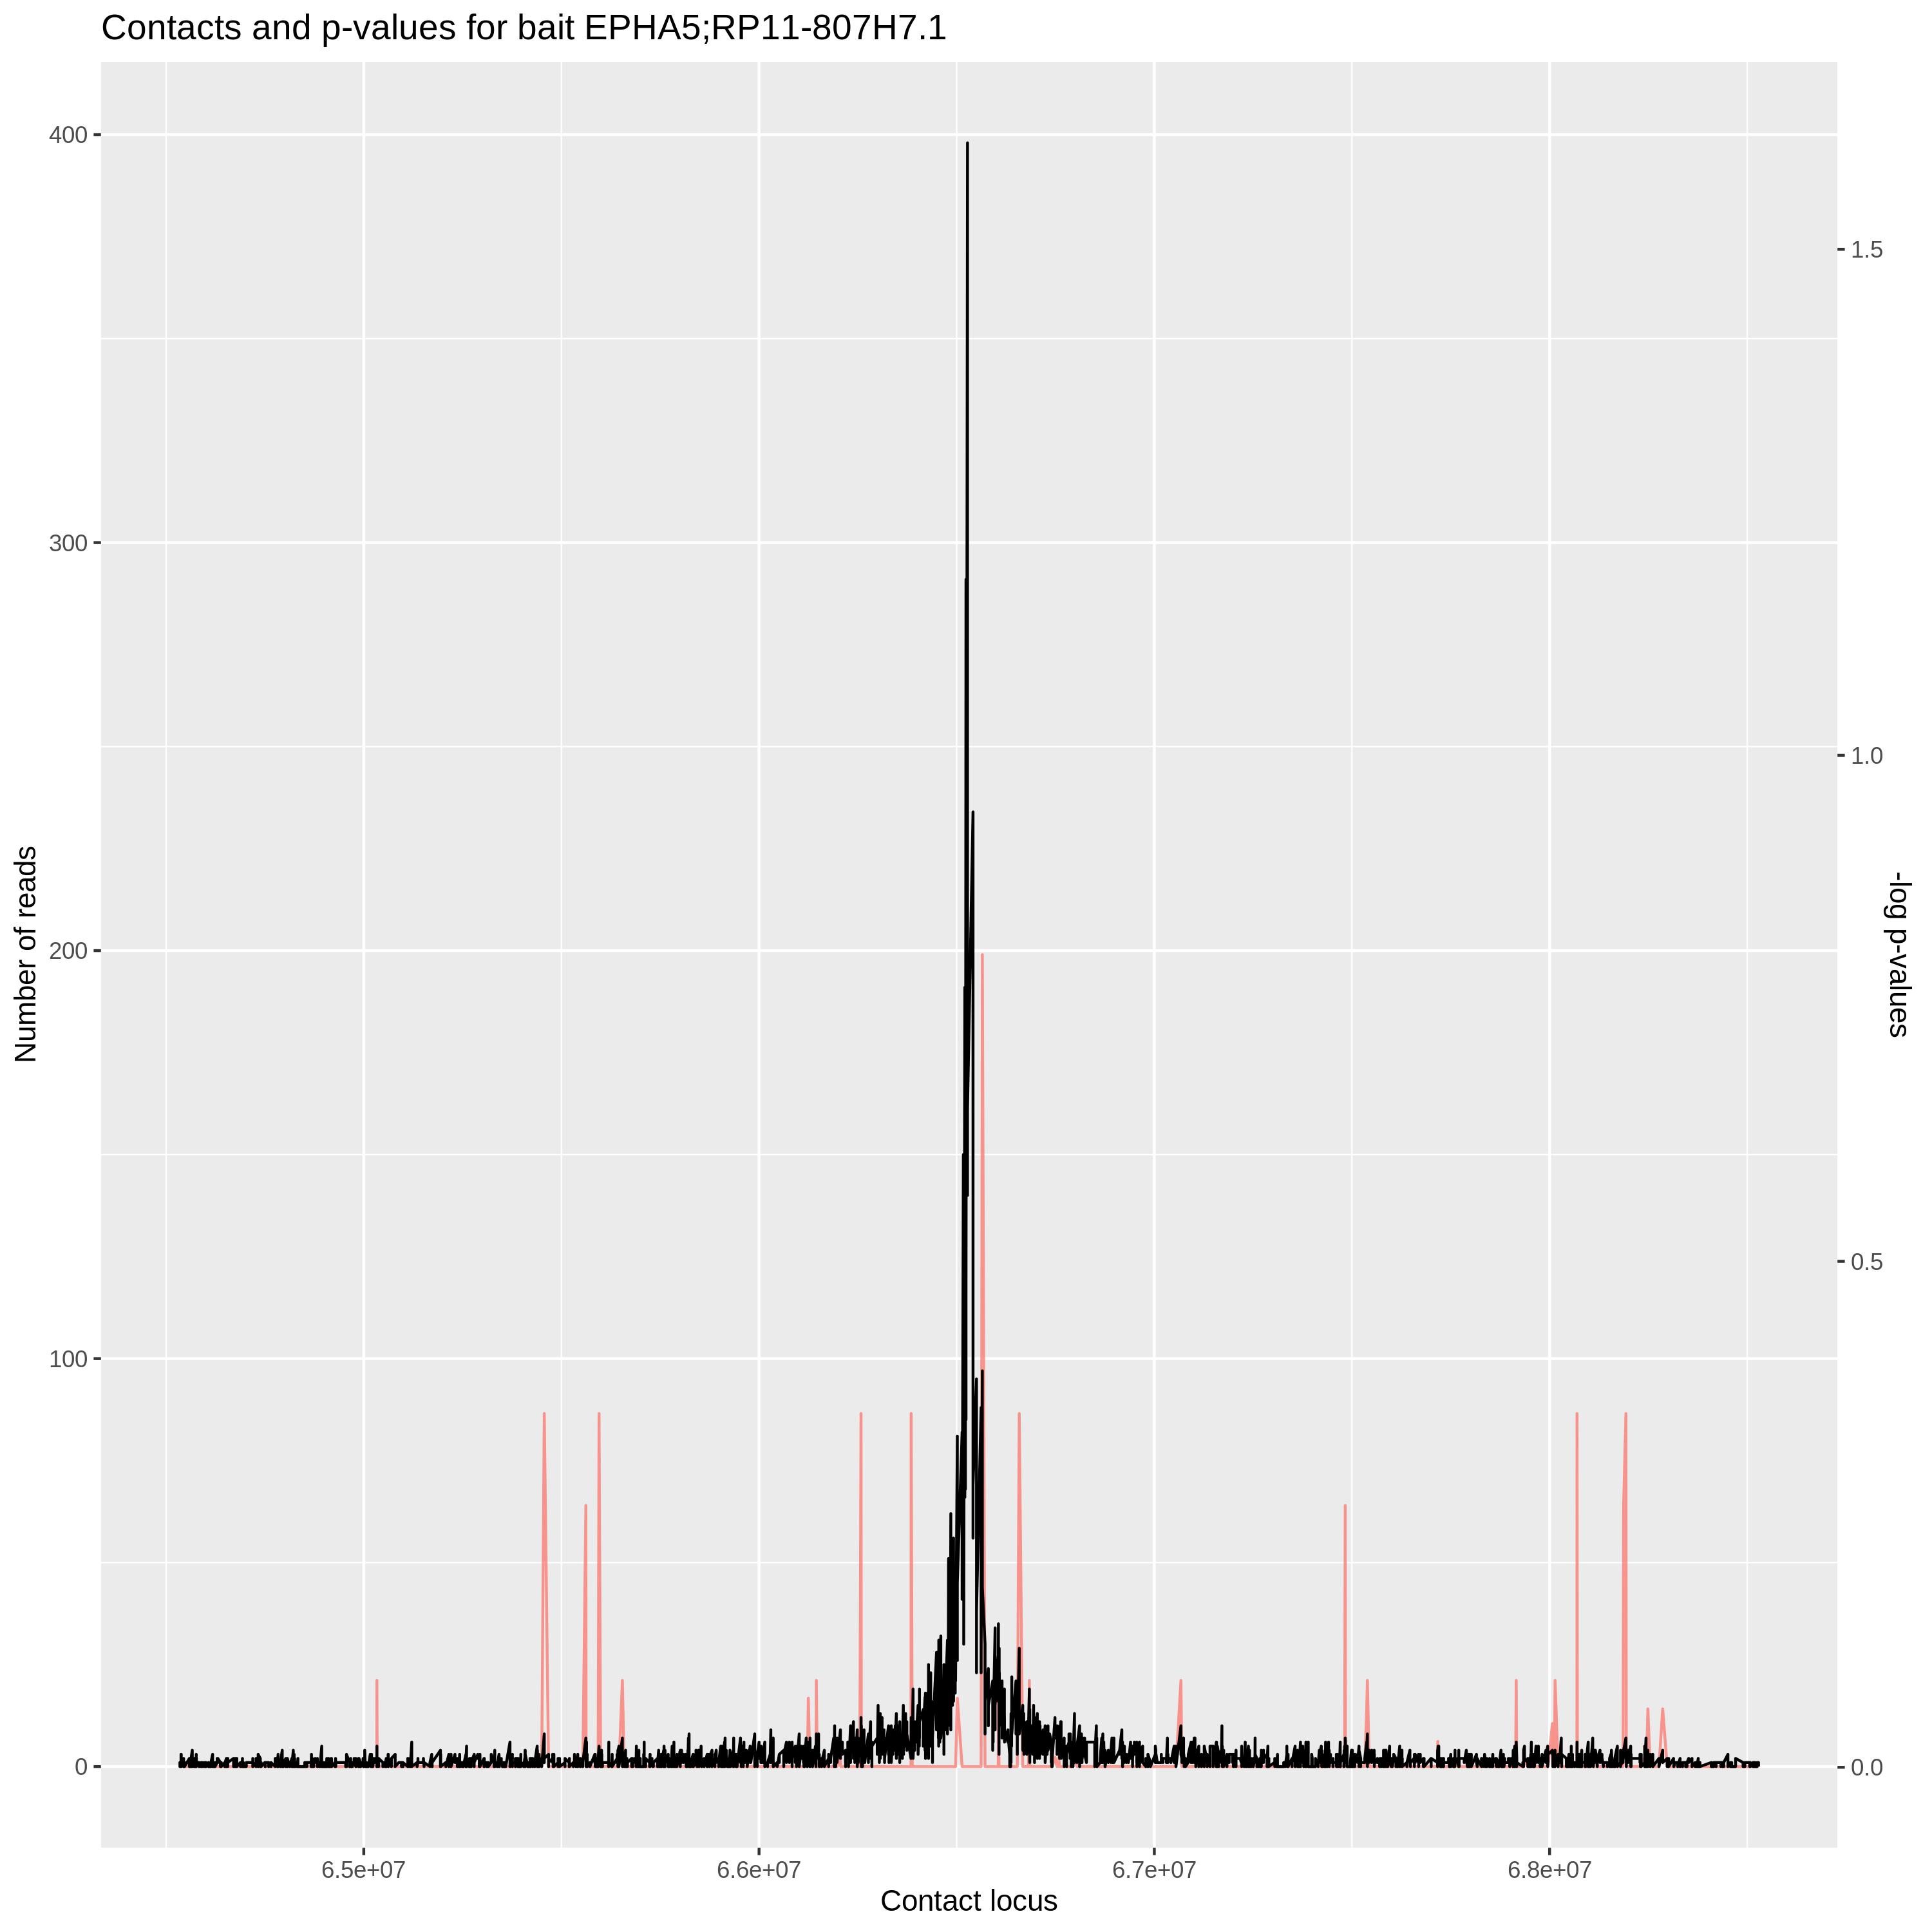 Contacts and p-values for bait EPHA5;RP11-807H7.1
400
300
200
100
0
Number of reads
1.5
1.0
0.5
0.0
-log p-values
6.5e+07
6.6e+07
6.7e+07
6.8e+07
Contact locus